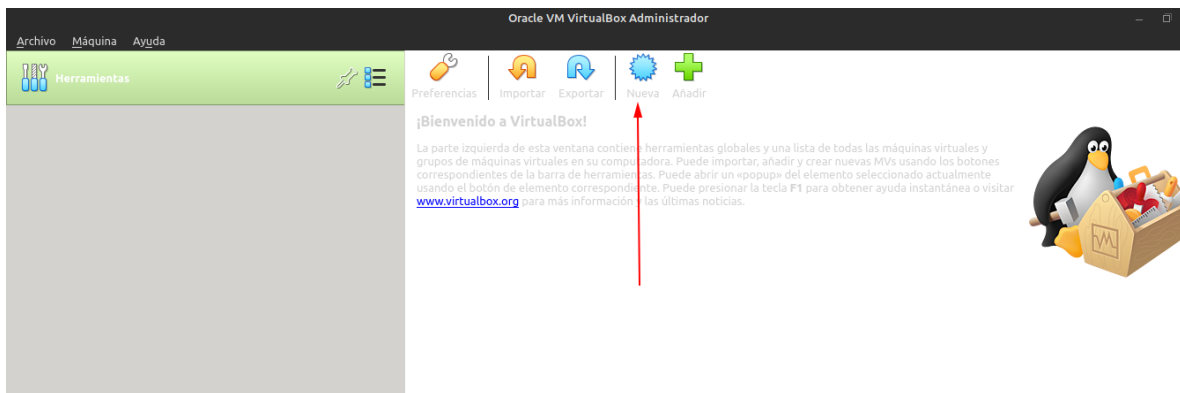 Oracle VM VirtualBox Administrador
Archivo Máquina Ayuda
Herramientas
Preferencias Importar Exportar Nueva Añadir
¡Bienvenido a VirtualBox!
La parte izquierda de esta ventana contiene herramientas globales y una lista de todas las máquinas virtuales y
grupos de máquinas virtuales en su computadora. Puede importar, añadir y crear nuevas MVs usando los botones
correspondientes de la barra de herramientas. Puede abrir un «popup» del elemento seleccionado actualmente
usando el botón de elemento correspondiente. Puede presionar la tecla F1 para obtener ayuda instantánea o visitar
www.virtualbox.org para más información y las últimas noticias.